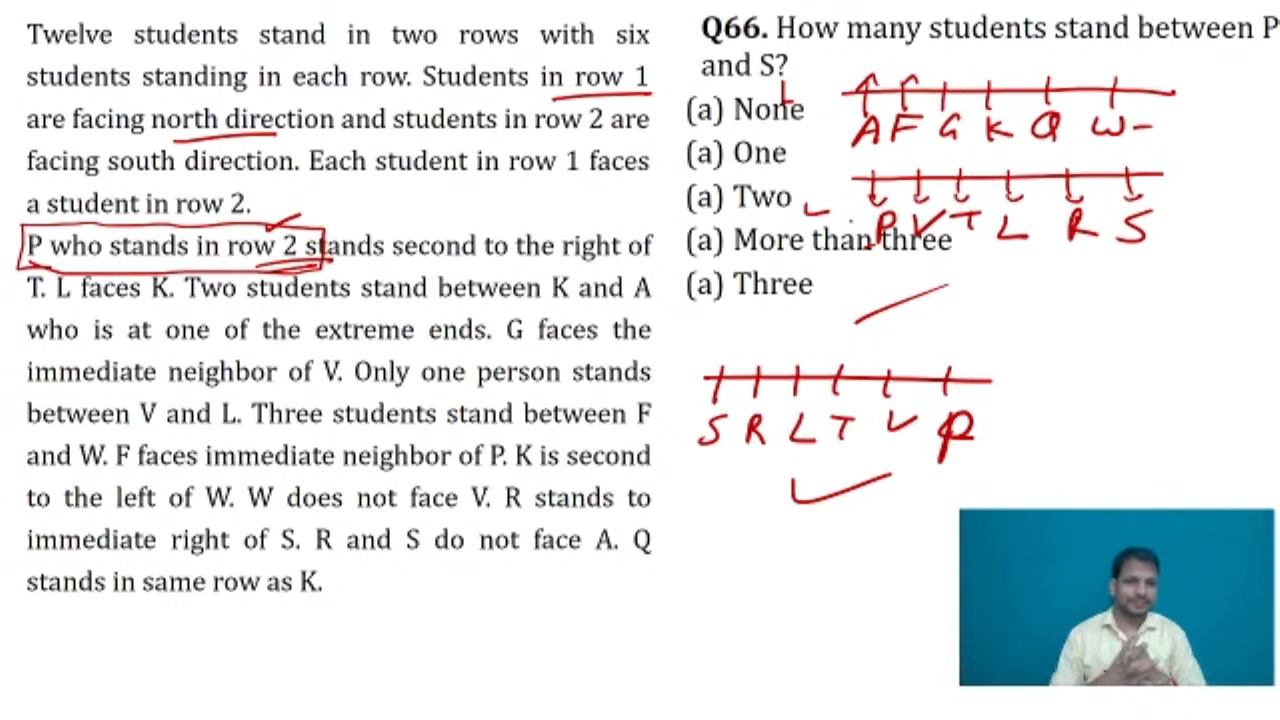 Twelve students stand in two rows with six
students standing in each row. Students in row 1
are facing north direction and students in row 2 are
facing south direction. Each student in row 1 faces
a student in row 2.
P who stands in row 2 stands second to the right of
T. L faces K. Two students stand between K and A
who is at one of the extreme ends. G faces the
immediate neighbor of V. Only one person stands
between V and L. Three students stand between F
and W. F faces immediate neighbor of P. K is second
to the left of W. W does not face V. R stands to
immediate right of S. R and S do not face A. Q
stands in same row as K.
Q66. How many students stand between P
and S?
(a) None
(a) One
(a) Two
(a) More than three
(a) Three
A F G K Q W
P V T L R S
S R L T V P